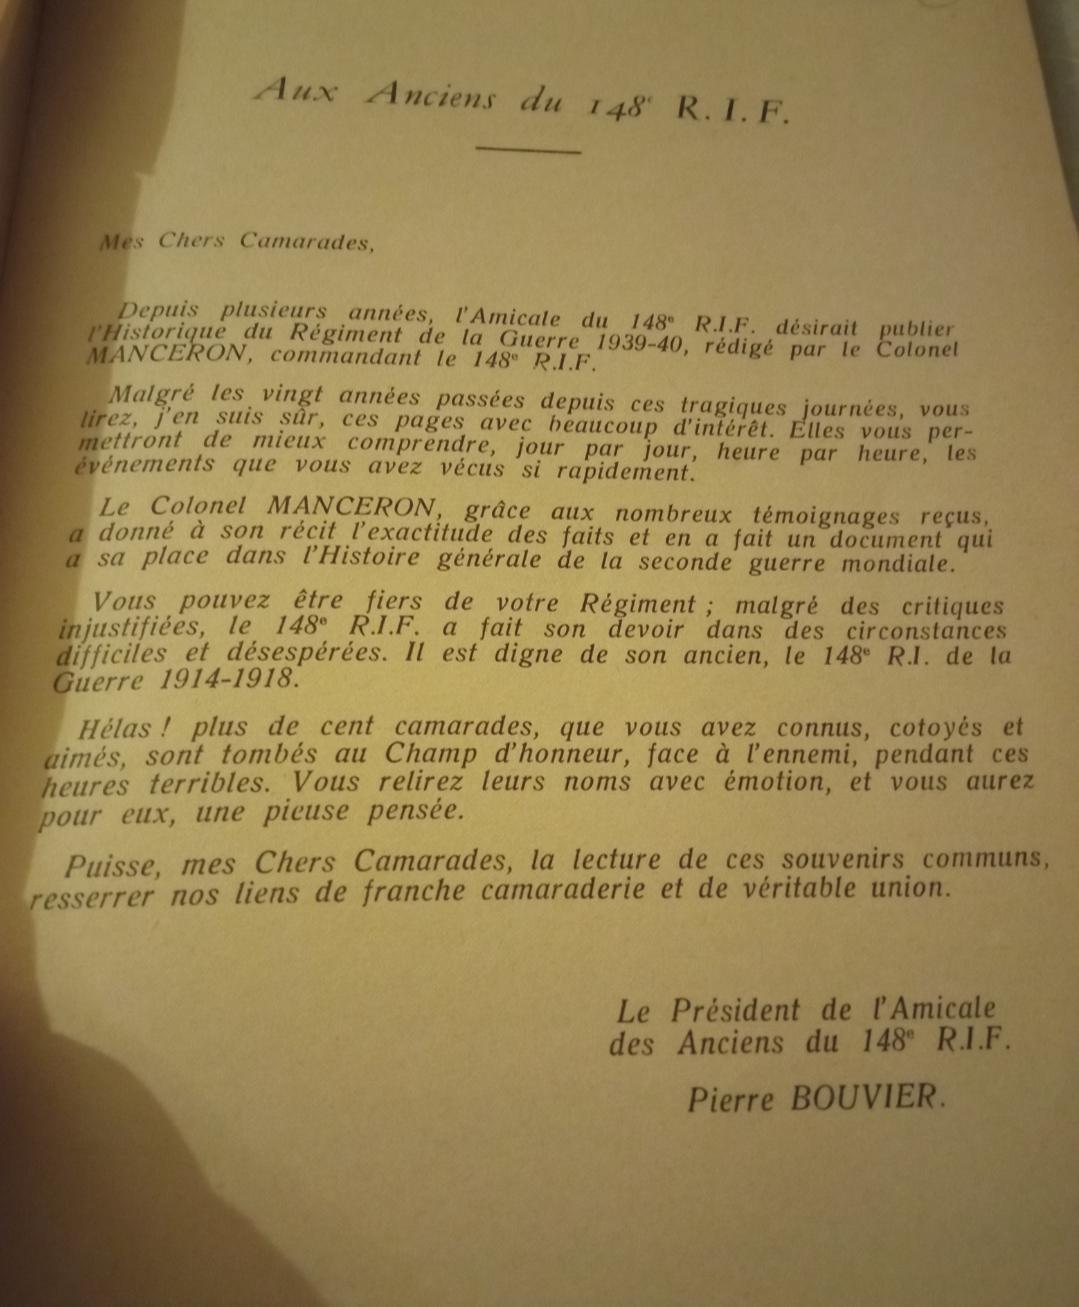 Aux Anciens du 148e R. I. F.
Mes Chers Camarades,
Depuis plusieurs années, l'Amicale du 148e R.I.F. désirait publier
l'Historique du Régiment de la Guerre 1939-40, rédigé par le Colonel
MANCERON, commandant le 148e R.I.F.
Malgré les vingt années passées depuis ces tragiques journées, vous
lirez, j'en suis sûr, ces pages avec beaucoup d'intérêt. Elles vous per-
mettront de mieux comprendre, jour par jour, heure par heure, les
événements que vous avez vécus si rapidement.
Le Colonel MANCERON, grâce aux nombreux témoignages reçus,
a donné à son récit l'exactitude des faits et en a fait un document qui
a sa place dans l'Histoire générale de la seconde guerre mondiale.
Vous pouvez être fiers de votre Régiment ; malgré des critiques
injustifiées, le 148e R.I.F. a fait son devoir dans des circonstances
difficiles et désespérées. Il est digne de son ancien, le 148e R.I. de la
Guerre 1914-1918.
Hélas ! plus de cent camarades, que vous avez connus, cotoyés et
aimés, sont tombés au Champ d'honneur, face à l'ennemi, pendant ces
heures terribles. Vous relirez leurs noms avec émotion, et vous aurez
pour eux, une pieuse pensée.
Puisse, mes Chers Camarades, la lecture de ces souvenirs communs,
resserrer nos liens de franche camaraderie et de véritable union.
Le Président de l'Amicale
des Anciens du 148e R.I.F.
Pierre BOUVIER.